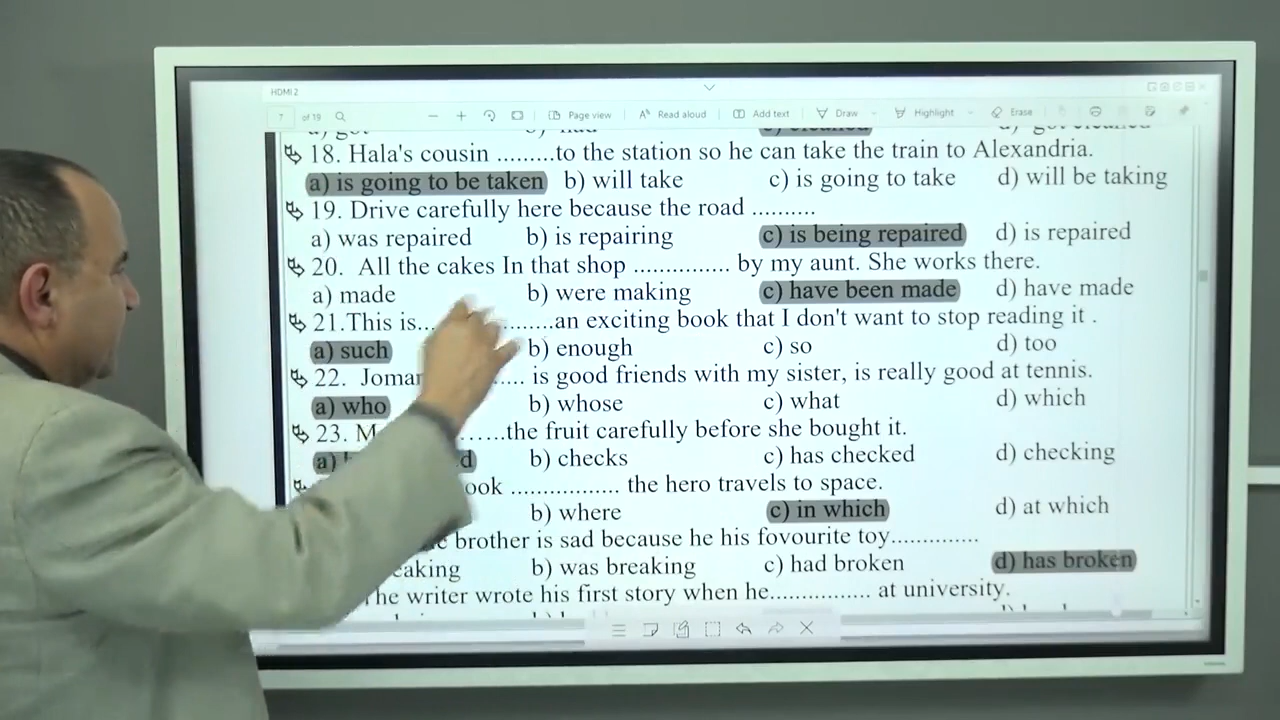 HDMI 2
7 of 19 Page view Read aloud Add text Draw Highlight Erase
18. Hala's cousin .........to the station so he can take the train to Alexandria.
a) is going to be taken b) will take c) is going to take d) will be taking
19. Drive carefully here because the road ..........
a) was repaired b) is repairing c) is being repaired d) is repaired
20. All the cakes In that shop ............... by my aunt. She works there.
a) made b) were making c) have been made d) have made
21.This is... .........an exciting book that I don't want to stop reading it .
a) such b) enough c) so d) too
22. .... is good friends with my sister, is really good at tennis.
a) who b) whose c) what d) which
23. ......the fruit carefully before she bought it.
a) b) checks c) has checked d) checking
................. the hero travels to space.
b) where c) in which d) at which
brother is sad because he his fovourite toy..............
b) was breaking c) had broken d) has broken
The writer wrote his first story when he................ at university.